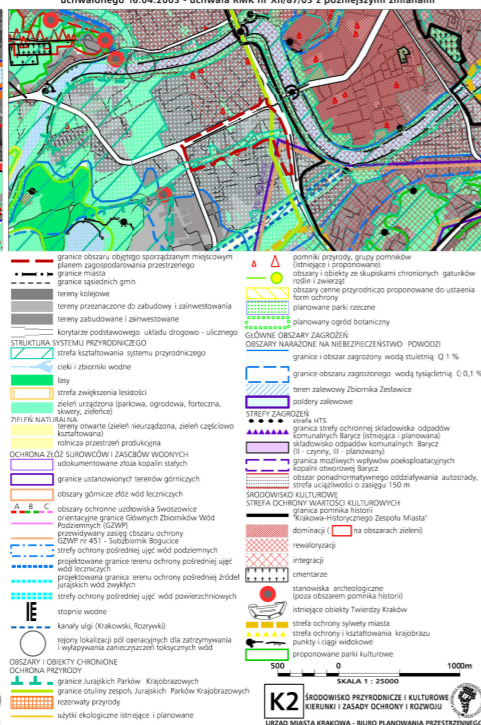 uchwalonego 16.04.2003 - uchwała RMK nr XII/87/03 z późniejszymi zmianami
granice obszaru objętego sporządzanym miejscowym
planem zagospodarowania przestrzenego
granice miasta
granice sąsiednch gmin
tereny kolejowe
tereny przeznaczone do zabudowy i zainwestowania
tereny zabudowane i zainwestowane
korytarze podstawowego układu drogowo - ulicznego
STRUKTURA SYSTEMU PRZYRODNICZEGO
strefa kształtowania systemu przyrodniczego
cieki i zbiorniki wodne
lasy
strefa zwiększenia lesistości
zieleń urządzona (parkowa, ogrodowa, forteczna,
skwery, zieleńce)
ZIELEŃ NATURALNA
tereny otwarte (zieleń nieurządzona, zieleń częściowo
kształtowana)
rolnicza przestrzeń produkcyjna
OCHRONA ZŁÓŻ SUROWCÓW I ZASOBÓW WODNYCH
udokumentowane złoża kopalin stałych
granice ustanowionych terenów górniczych
obszary górnicze złóż wód leczniczych
A B C
obszary ochronne uzdrowiska Swoszowice
orientacyjne granice Głównych Zbiorników Wód
Podziemnych (GZWP)
przewidywany zasięg obszaru ochrony
GZWP nr 451 - Subzbiornik Bogucice
strefy ochrony pośredniej ujęć wód podziemnych
projektowane granice terenu ochrony pośredniej ujęć
wód leczniczych
projektowana granica terenu ochrony pośredniej źródeł
jurajskich wód zwykłych
strefy ochrony pośredniej ujęć wód powierzchniowych
stopnie wodne
kanały ulgi (Krakowski, Rozrywki)
rejony lokalizacji pól operacyjnych dla zatrzymywania
i wyłapywania zanieczyszczeń toksycznych wód
OBSZARY I OBIEKTY CHRONIONE
OCHRONA PRZYRODY
granice Jurajskich Parków Krajobrazowych
granice otuliny zespołu Jurajskich Parków Krajobrazowych
rezerwaty przyrody
użytki ekologiczne istniejące i planowane
pomniki przyrody, grupy pomników
(istniejące i proponowane)
obszary i obiekty ze skupiskami chronionych gatunków
roślin i zwierząt
obszary cenne przyrodniczo proponowane do ustalenia
form ochrony
planowane parki rzeczne
planowany ogród botaniczny
GŁÓWNE OBSZARY ZAGROŻEŃ
OBSZARY NARAŻONE NA NIEBEZPIECZEŃSTWO POWODZI
granice i obszar zagrożony wodą stuletnią Q 1 %
granice obszaru zagrożonego wodą tysiącletnią Q 0,1 %
teren zalewowy Zbiornika Zesławice
poldery zalewowe
STREFY ZAGROŻEŃ
strefa HTS
granica strefy ochronnej składowiska odpadów
komunalnych Barycz (istniejąca i planowana)
składowisko odpadów komunalnych Barycz
(II - czynny, III - planowany)
granica możliwych wpływów poeksploatacyjnych
kopalni otworowej Barycz
obszar ponadnormatywnego oddziaływania autostrady,
strefa uciążliwości o zasięgu 150 m
ŚRODOWISKO KULTUROWE
STREFA OCHRONY WARTOŚCI KULTUROWYCH
granica pomnika historii
"Krakowa-Historycznego Zespołu Miasta"
dominacji ( na obszarach zieleni)
rewaloryzacji
integracji
cmentarze
stanowiska archeologiczne
(poza obszarem pomnika historii)
istniejące obiekty Twierdzy Kraków
strefa ochrony sylwety miasta
strefa ochrony i kształtowania krajobrazu
punkty i ciągi widokowe
proponowane parki kulturowe
500 0 1000m
SKALA 1 : 25000
K2 ŚRODOWISKO PRZYRODNICZE I KULTUROWE
KIERUNKI I ZASADY OCHRONY I ROZWOJU
URZĄD MIASTA KRAKOWA - BIURO PLANOWANIA PRZESTRZENNEGO